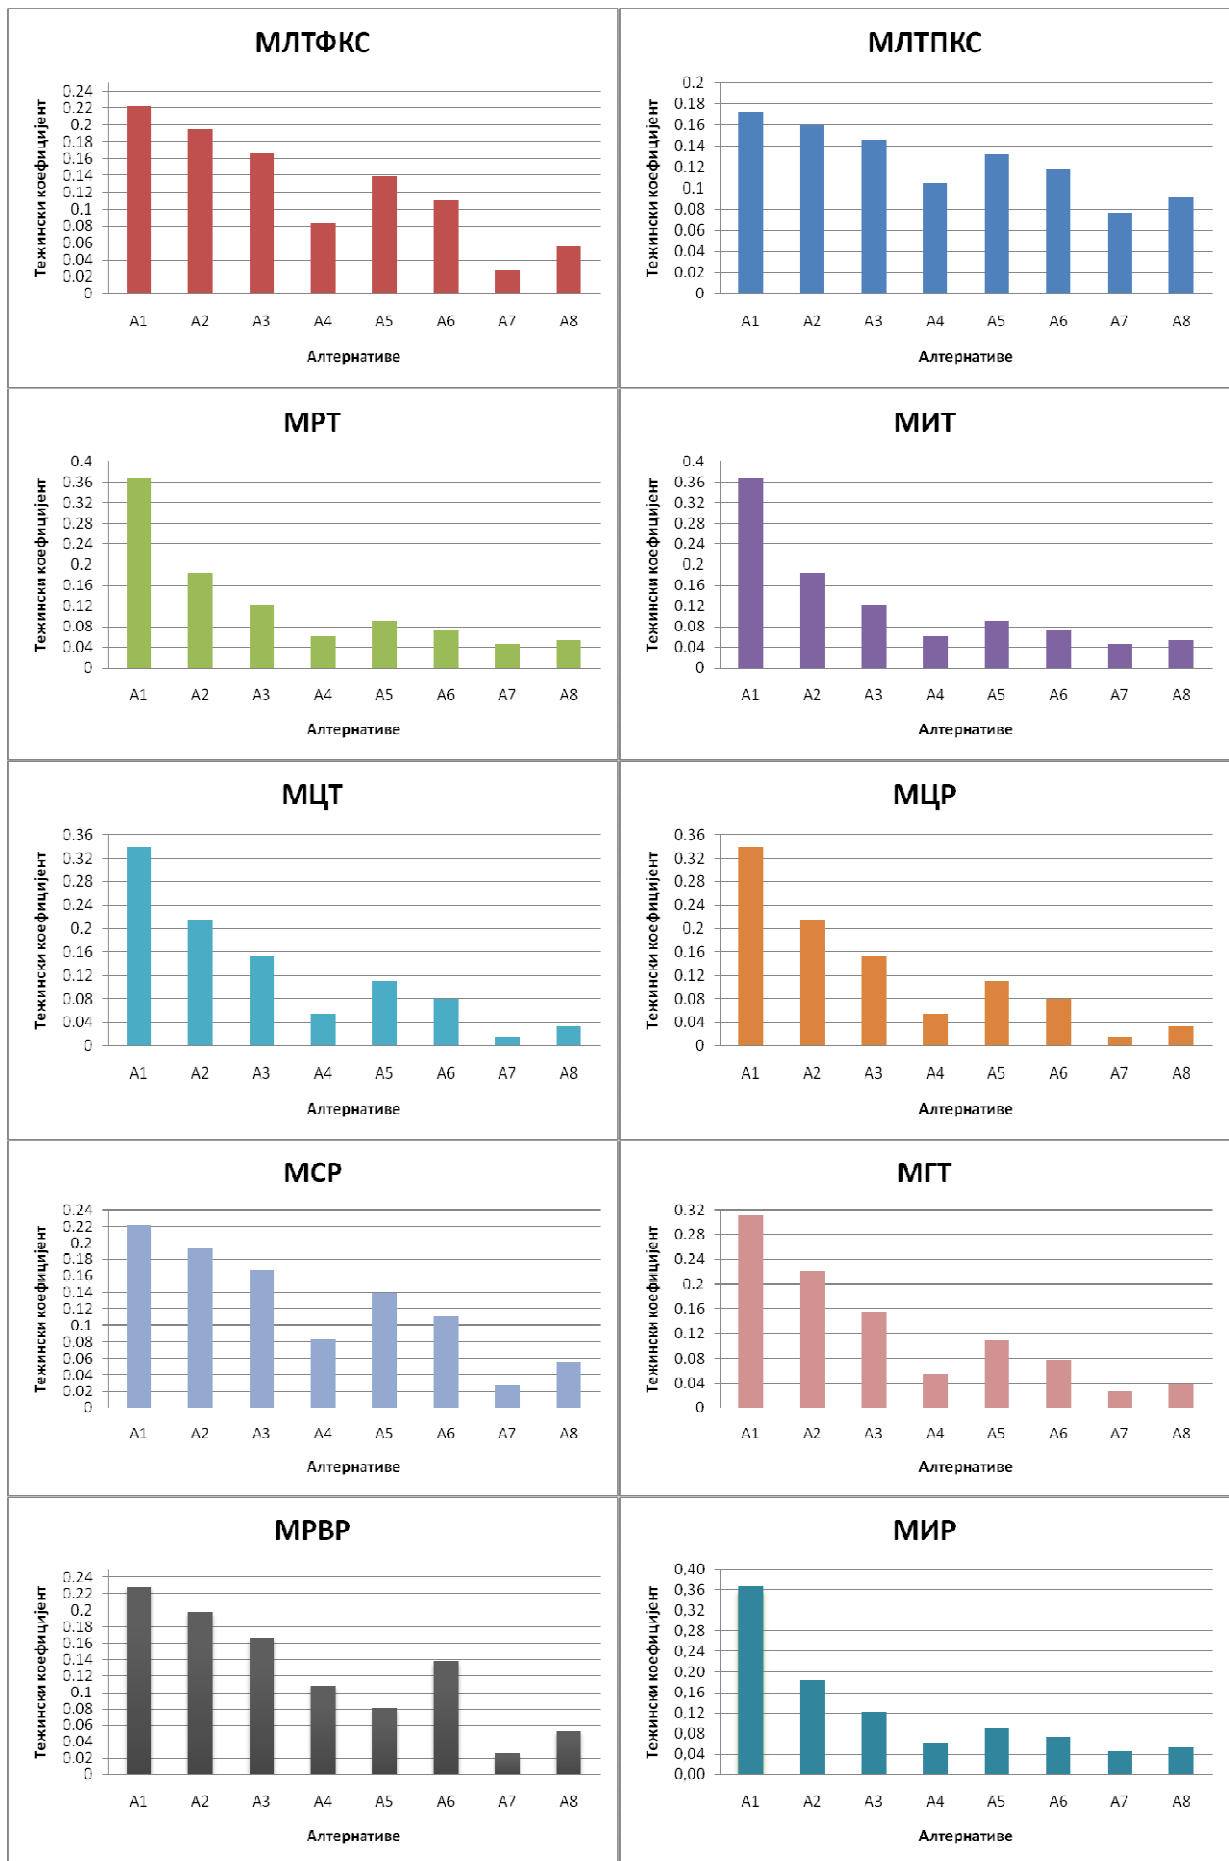 МЛТФКС
Тежински коефицијент
0.24
0.22
0.2
0.18
0.16
0.14
0.12
0.1
0.08
0.06
0.04
0.02
0
A1 A2 A3 A4 A5 A6 A7 A8
Алтернативе
МЛТПКС
Тежински коефицијент
0.2
0.18
0.16
0.14
0.12
0.1
0.08
0.06
0.04
0.02
0
A1 A2 A3 A4 A5 A6 A7 A8
Алтернативе
МРТ
Тежински коефицијент
0.4
0.36
0.32
0.28
0.24
0.2
0.16
0.12
0.08
0.04
0
A1 A2 A3 A4 A5 A6 A7 A8
Алтернативе
МИТ
Тежински коефицијент
0.4
0.36
0.32
0.28
0.24
0.2
0.16
0.12
0.08
0.04
0
A1 A2 A3 A4 A5 A6 A7 A8
Алтернативе
МЦТ
Тежински коефицијент
0.36
0.32
0.28
0.24
0.2
0.16
0.12
0.08
0.04
0
A1 A2 A3 A4 A5 A6 A7 A8
Алтернативе
МЦР
Тежински коефицијент
0.36
0.32
0.28
0.24
0.2
0.16
0.12
0.08
0.04
0
A1 A2 A3 A4 A5 A6 A7 A8
Алтернативе
МСР
Тежински коефицијент
0.24
0.22
0.2
0.18
0.16
0.14
0.12
0.1
0.08
0.06
0.04
0.02
0
A1 A2 A3 A4 A5 A6 A7 A8
Алтернативе
МГТ
Тежински коефицијент
0.32
0.28
0.24
0.2
0.16
0.12
0.08
0.04
0
A1 A2 A3 A4 A5 A6 A7 A8
Алтернативе
МРВР
Тежински коефицијент
0.24
0.22
0.2
0.18
0.16
0.14
0.12
0.1
0.08
0.06
0.04
0.02
0
A1 A2 A3 A4 A5 A6 A7 A8
Алтернативе
МИР
Тежински коефицијент
0,40
0,36
0,32
0,28
0,24
0,20
0,16
0,12
0,08
0,04
0,00
A1 A2 A3 A4 A5 A6 A7 A8
Алтернативе